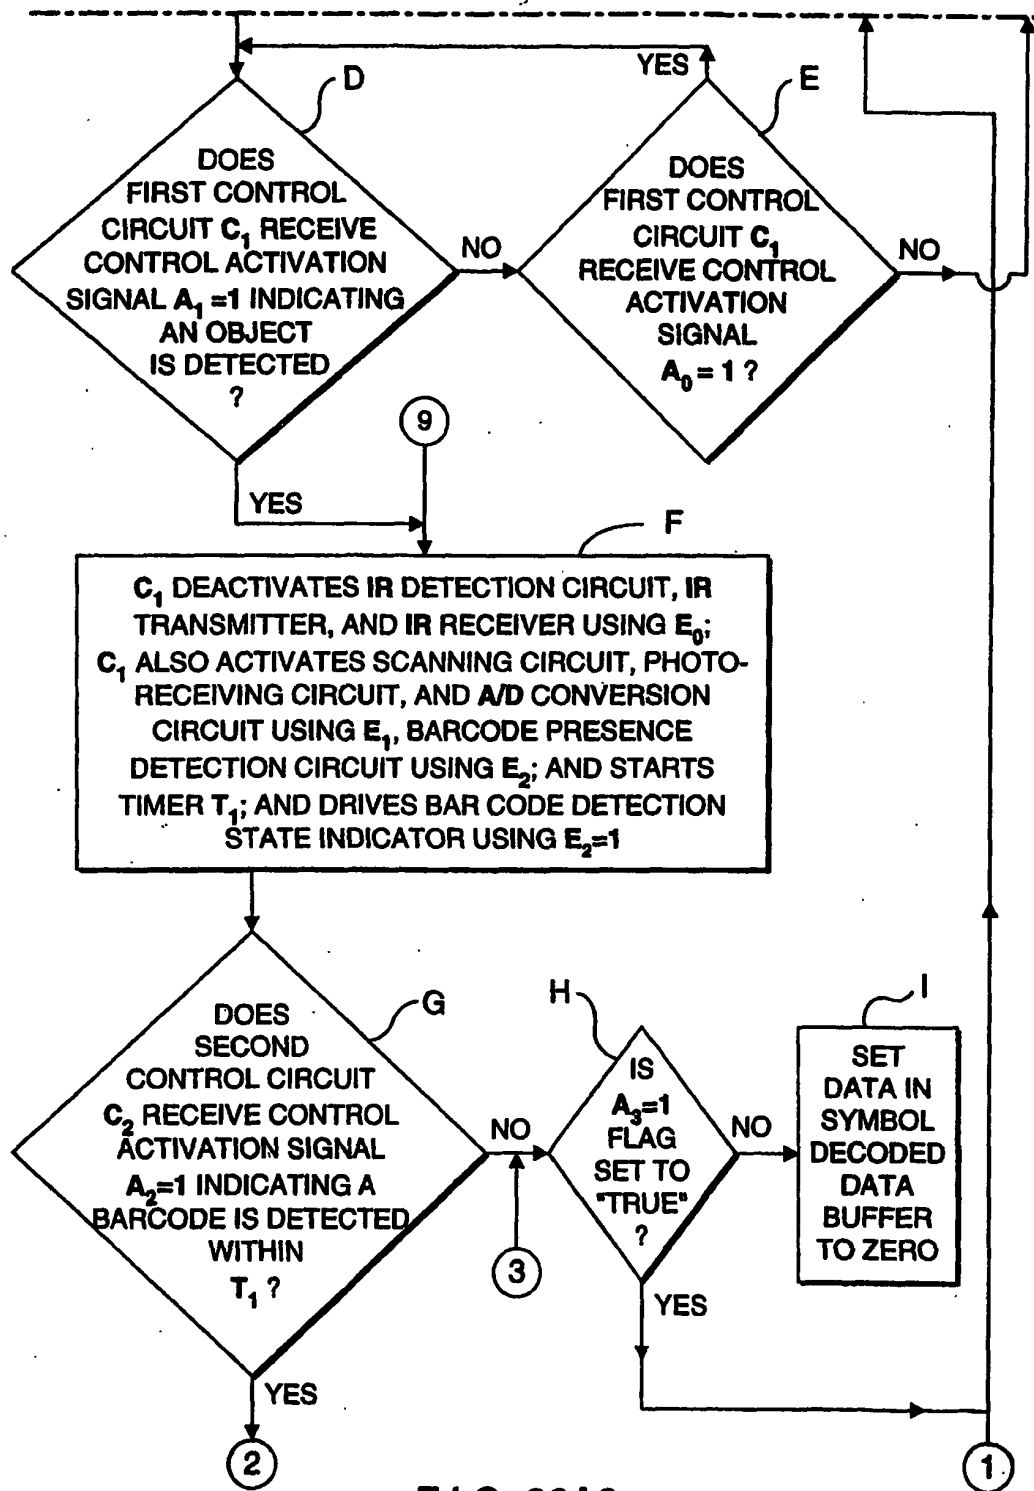 YES
D
E
DOES
FIRST CONTROL
CIRCUIT C₁ RECEIVE
CONTROL ACTIVATION
SIGNAL A₁ =1 INDICATING
AN OBJECT
IS DETECTED
?
NO
DOES
FIRST CONTROL
CIRCUIT C₁
RECEIVE CONTROL
ACTIVATION
SIGNAL
A₀ = 1 ?
NO
9
YES
F
C₁ DEACTIVATES IR DETECTION CIRCUIT, IR
TRANSMITTER, AND IR RECEIVER USING E₀;
C₁ ALSO ACTIVATES SCANNING CIRCUIT, PHOTO-
RECEIVING CIRCUIT, AND A/D CONVERSION
CIRCUIT USING E₁, BARCODE PRESENCE
DETECTION CIRCUIT USING E₂; AND STARTS
TIMER T₁; AND DRIVES BAR CODE DETECTION
STATE INDICATOR USING E₂=1
G
DOES
SECOND
CONTROL CIRCUIT
C₂ RECEIVE CONTROL
ACTIVATION SIGNAL
A₂=1 INDICATING A
BARCODE IS DETECTED
WITHIN
T₁ ?
NO
3
H
IS
A₃=1
FLAG
SET TO
"TRUE"
?
NO
I
SET
DATA IN
SYMBOL
DECODED
DATA
BUFFER
TO ZERO
YES
YES
2
1